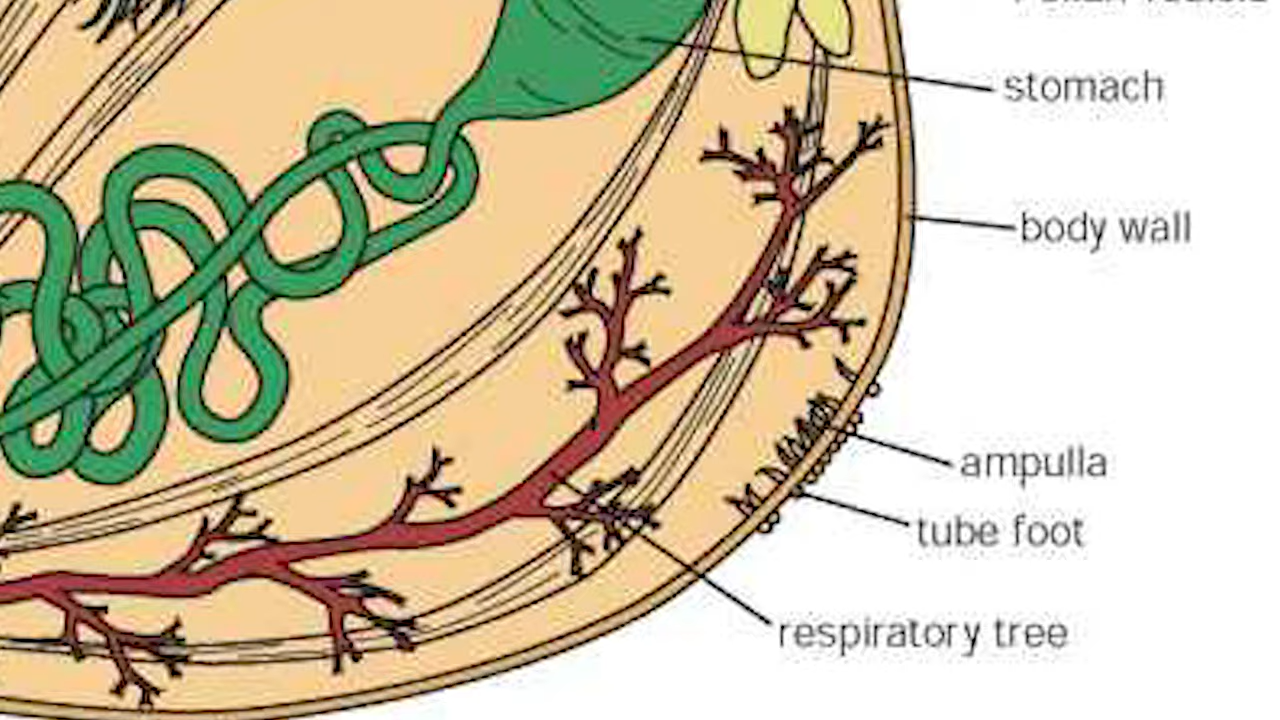 stomach
body wall
ampulla
tube foot
respiratory tree